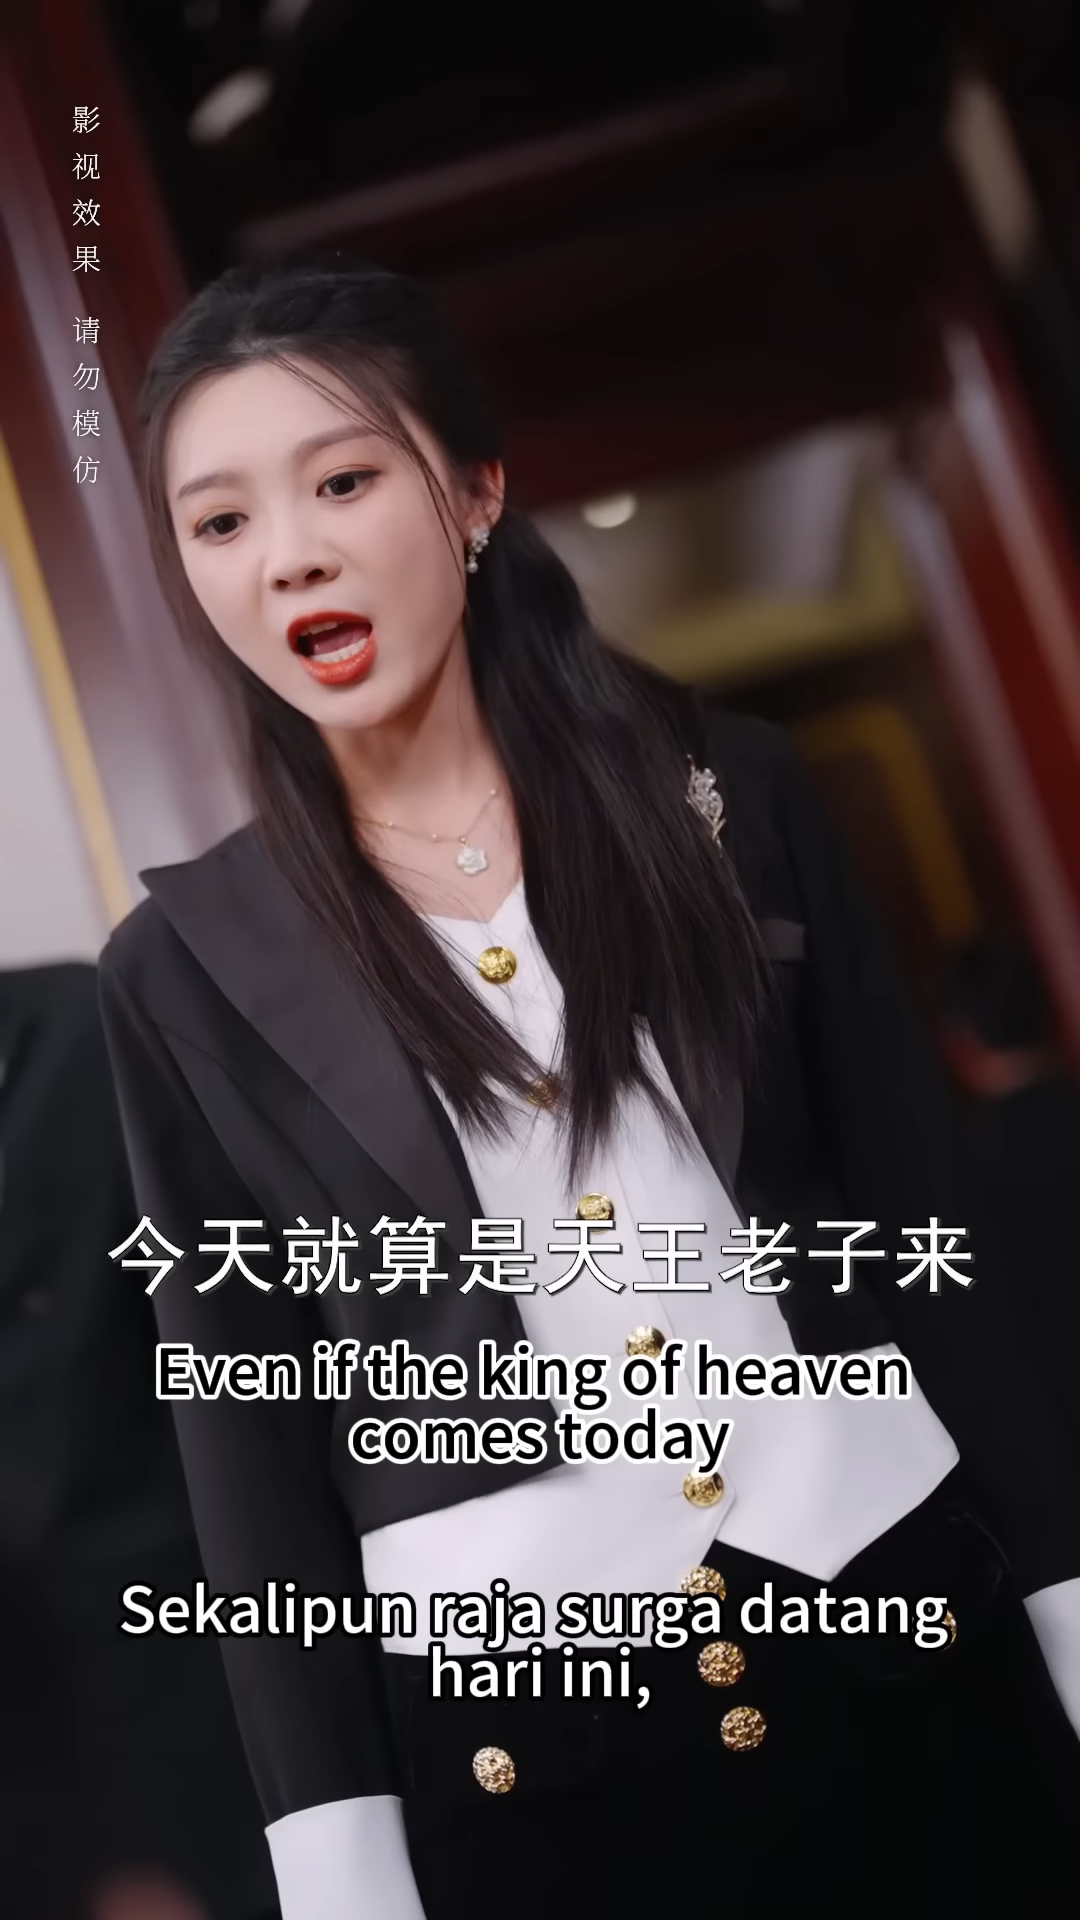 影视效果 请勿模仿
今天就算是天王老子来
Even if the king of heaven
comes today
Sekalipun raja surga datang
hari ini,